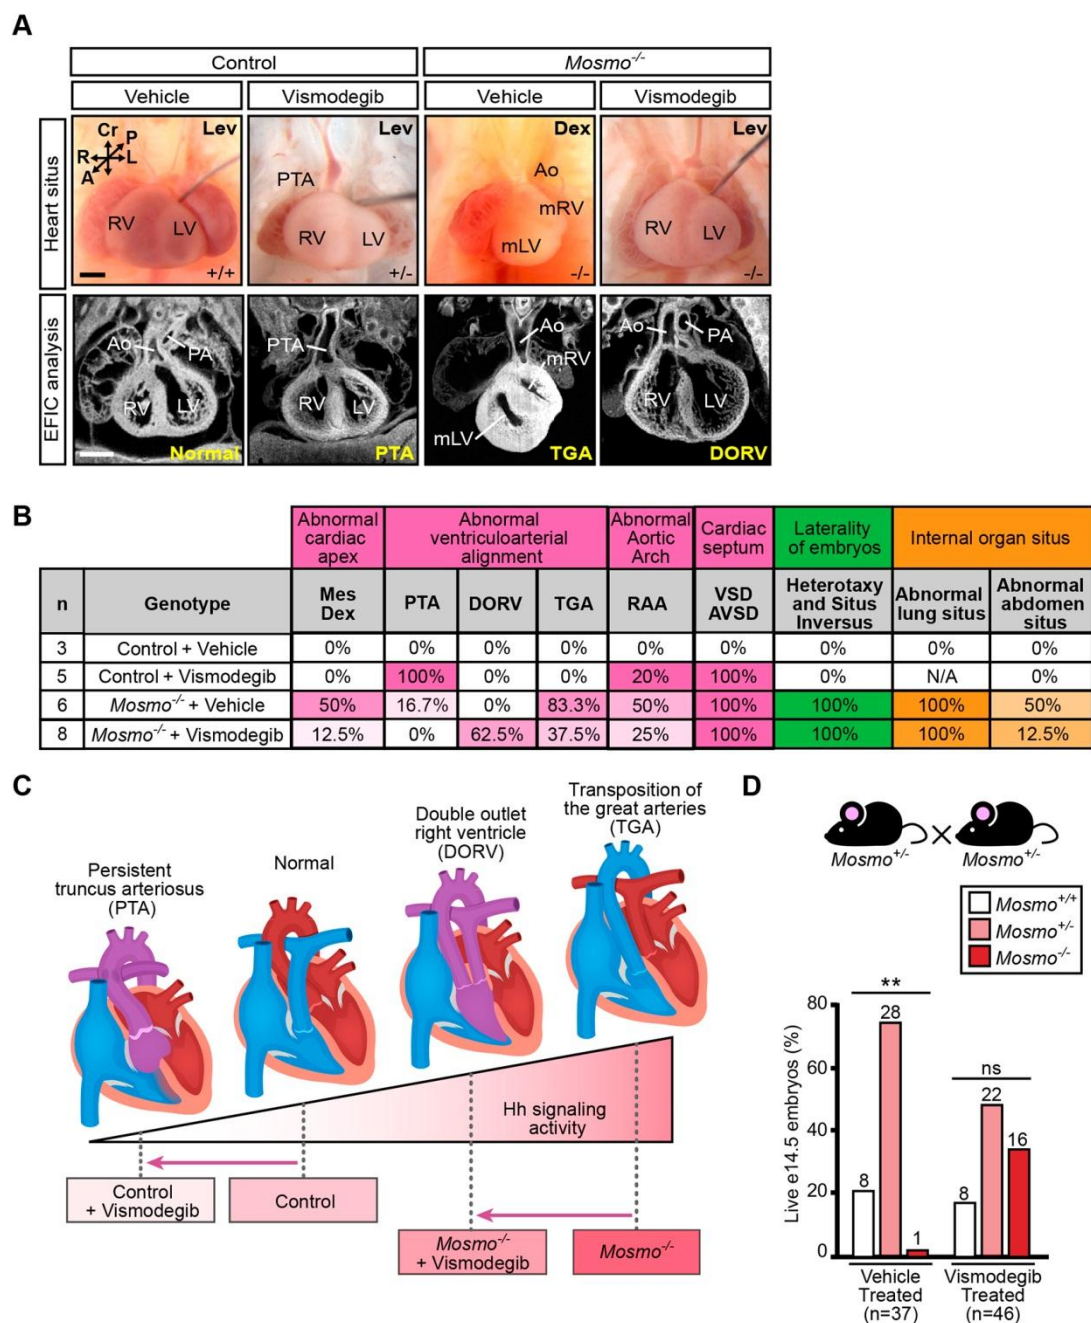 A
Control
Mosmo-/-
Vehicle
Vismodegib
Vehicle
Vismodegib
Heart situs
Cr
P
R
L
A
Lev
RV
LV
+/+
Lev
PTA
RV
LV
+/-
Dex
Ao
mRV
mLV
-/-
Lev
RV
LV
-/-
EFIC analysis
Ao
PA
RV
LV
Normal
PTA
RV
LV
PTA
Ao
mRV
mLV
TGA
Ao
PA
RV
LV
DORV
B
Abnormal cardiac apex
Abnormal ventriculoarterial alignment
Abnormal Aortic Arch
Cardiac septum
Laterality of embryos
Internal organ situs
n Genotype Mes Dex PTA DORV TGA RAA VSD AVSD Heterotaxy and Situs Inversus Abnormal lung situs Abnormal abdomen situs
3 Control + Vehicle 0% 0% 0% 0% 0% 0% 0% 0% 0%
5 Control + Vismodegib 0% 100% 0% 0% 20% 100% 0% N/A 0%
6 Mosmo-/- + Vehicle 50% 16.7% 0% 83.3% 50% 100% 100% 100% 50%
8 Mosmo-/- + Vismodegib 12.5% 0% 62.5% 37.5% 25% 100% 100% 100% 12.5%
C
Persistent
truncus arteriosus
(PTA)
Normal
Double outlet
right ventricle
(DORV)
Transposition of
the great arteries
(TGA)
Hh signaling
activity
Control
+ Vismodegib
Control
Mosmo-/-
+ Vismodegib
Mosmo-/-
D
Mosmo+/-
×
Mosmo+/-
Mosmo+/+
Mosmo+/-
Mosmo-/-
Live e14.5 embryos (%)
80
60
40
20
0
**
8
28
1
ns
8
22
16
Vehicle
Treated
(n=37)
Vismodegib
Treated
(n=46)